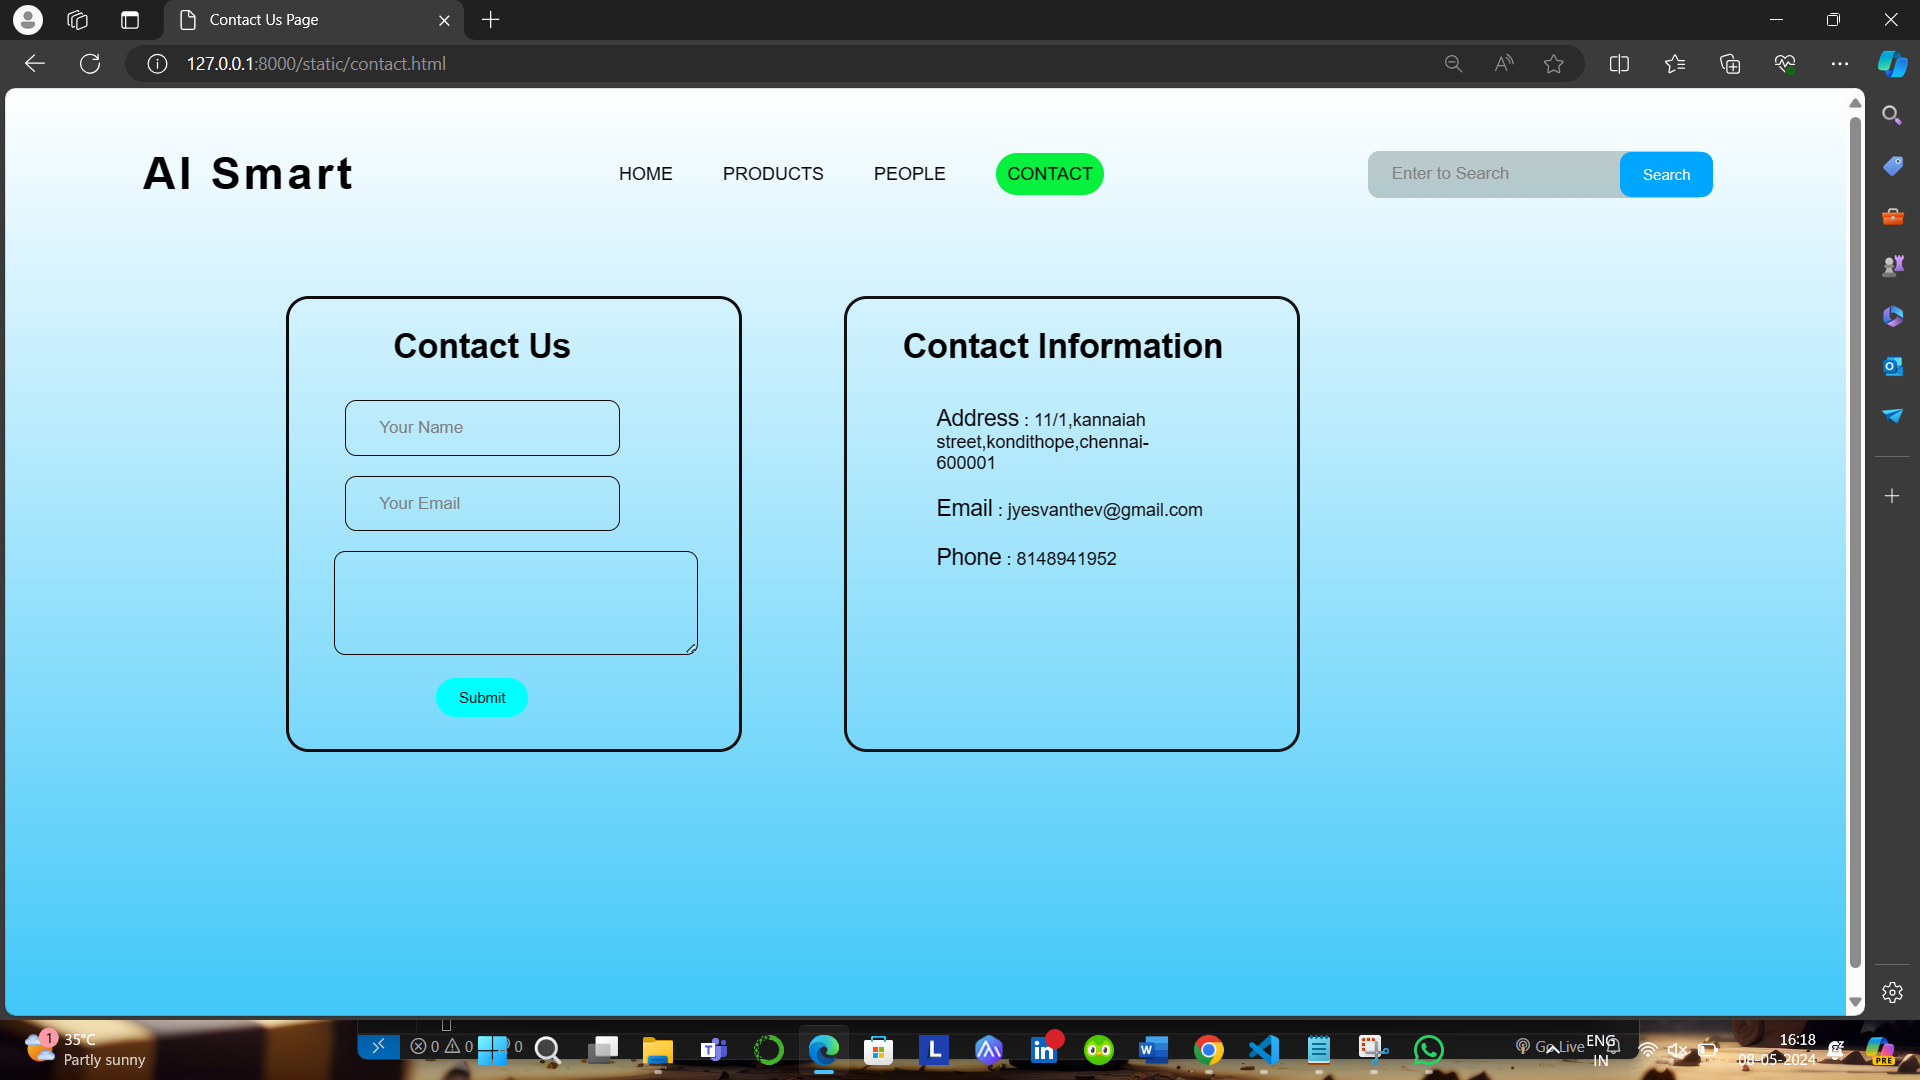 Contact Us Page
127.0.0.1:8000/static/contact.html
AI Smart
HOME
PRODUCTS
PEOPLE
CONTACT
Enter to Search
Search
Contact Us
Your Name
Your Email
Submit
Contact Information
Address : 11/1,kannaiah
street,kondithope,chennai-
600001
Email : jyesvanthev@gmail.com
Phone : 8148941952
1
35°C
Partly sunny
0
0
0
L
in
W
PRE
Go Live
ENG
IN
16:18
08-05-2024